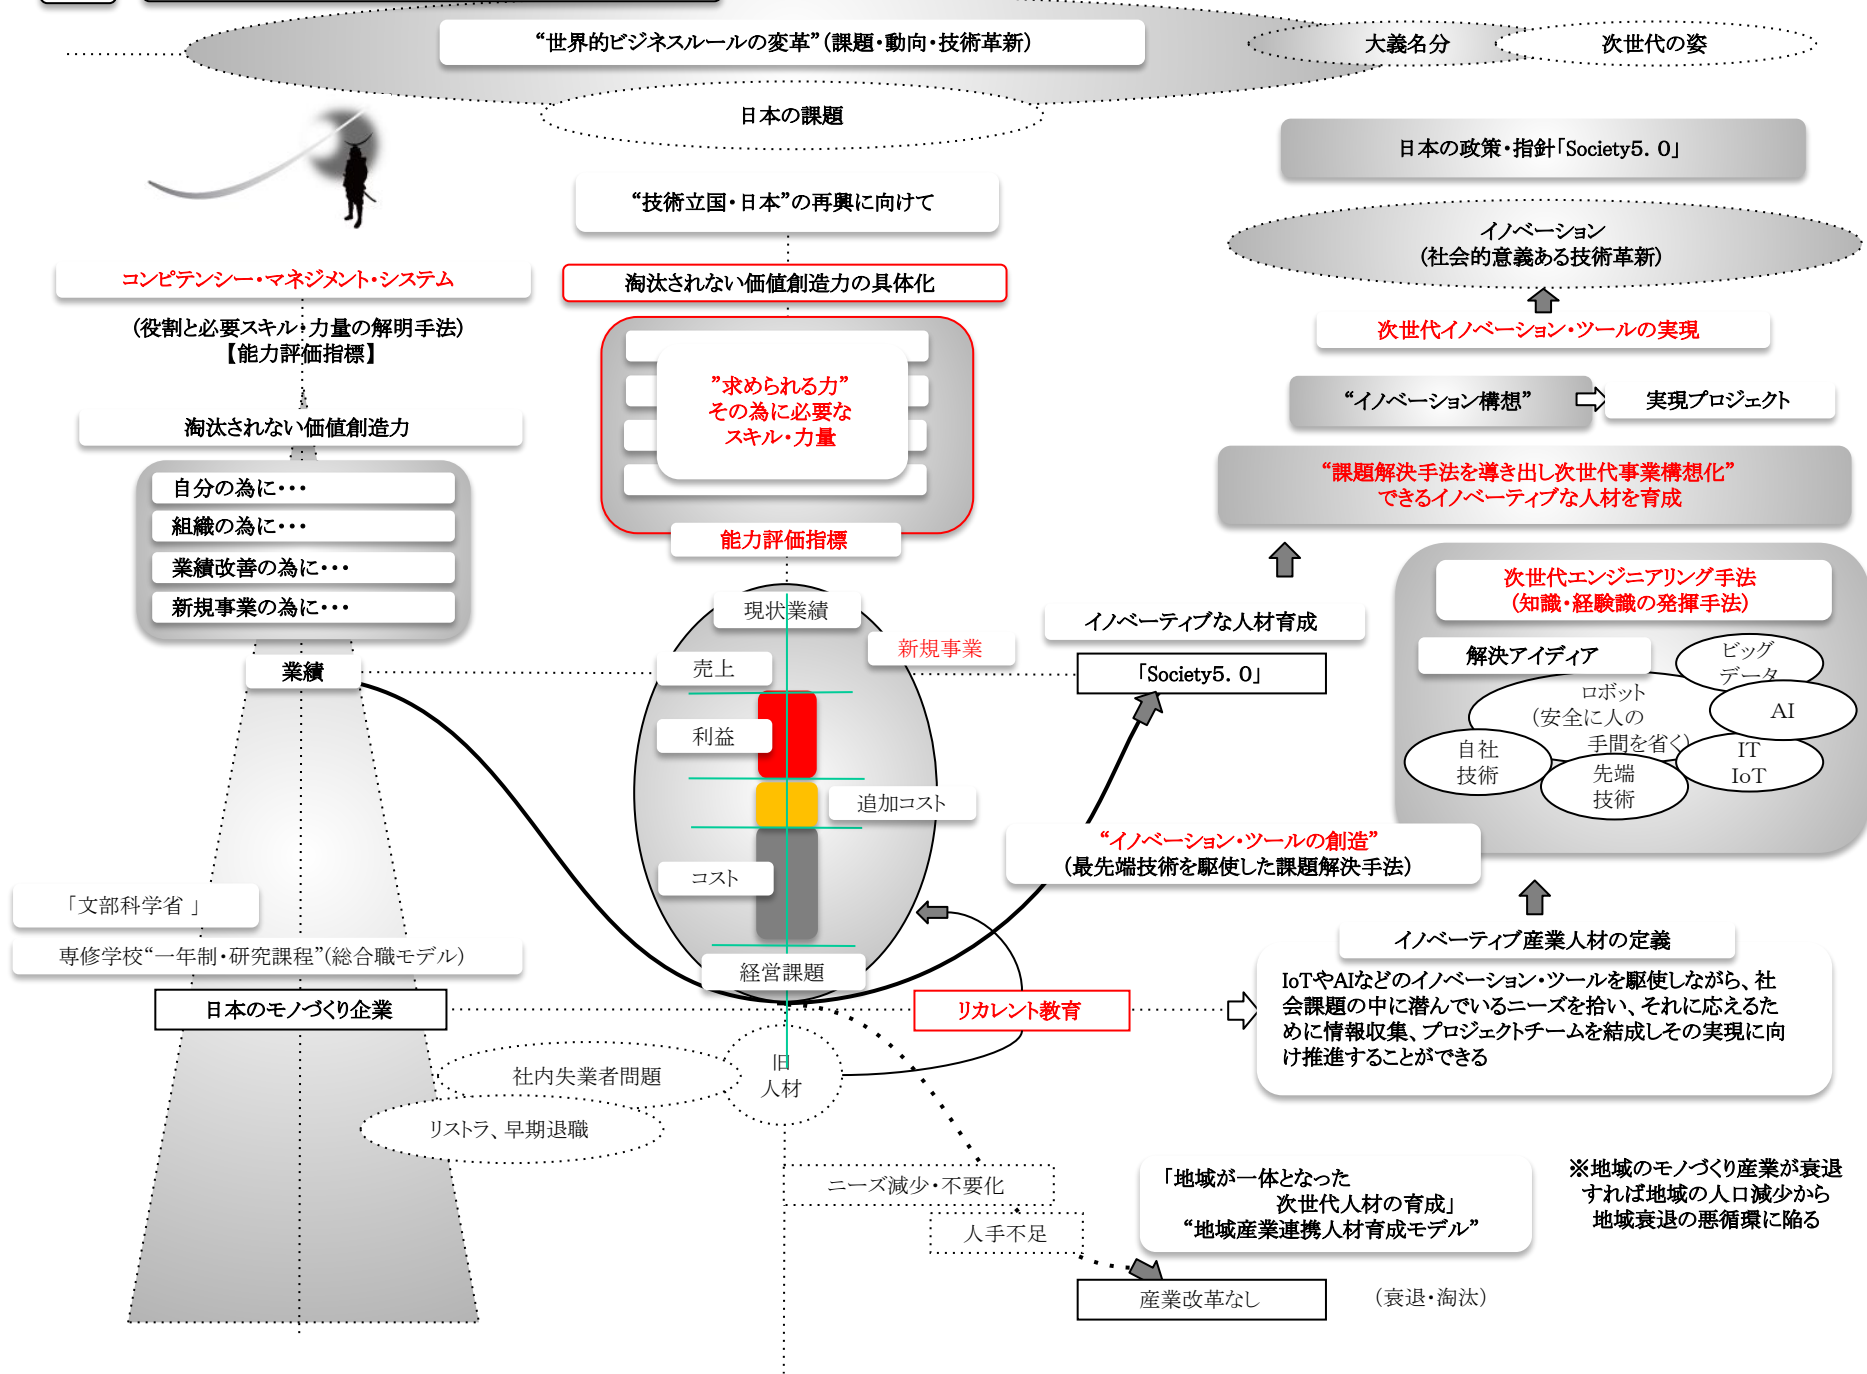 “世界的ビジネスルールの変革”(課題・動向・技術革新)
大義名分
次世代の姿
日本の課題
日本の政策・指針「Society5. 0」
“技術立国・日本”の再興に向けて
イノベーション
(社会的意義ある技術革新)
コンピテンシー・マネジメント・システム
淘汰されない価値創造力の具体化
(役割と必要スキル・力量の解明手法)
【能力評価指標】
次世代イノベーション・ツールの実現
”求められる力”
その為に必要な
スキル・力量
“イノベーション構想”
実現プロジェクト
淘汰されない価値創造力
“課題解決手法を導き出し次世代事業構想化”
できるイノベーティブな人材を育成
自分の為に・・・
組織の為に・・・
業績改善の為に・・・
新規事業の為に・・・
能力評価指標
次世代エンジニアリング手法
(知識・経験識の発揮手法)
現状業績
イノベーティブな人材育成
新規事業
解決アイディア
ビッグ
データ
業績
売上
「Society5. 0」
ロボット
(安全に人の
手間を省く)
AI
利益
自社
技術
IT
IoT
先端
技術
追加コスト
“イノベーション・ツールの創造”
(最先端技術を駆使した課題解決手法)
コスト
「文部科学省 」
専修学校“一年制・研究課程”(総合職モデル)
イノベーティブ産業人材の定義
経営課題
IoTやAIなどのイノベーション・ツールを駆使しながら、社
会課題の中に潜んでいるニーズを拾い、それに応えるた
めに情報収集、プロジェクトチームを結成しその実現に向
け推進することができる
日本のモノづくり企業
リカレント教育
旧
人材
社内失業者問題
リストラ、早期退職
ニーズ減少・不要化
人手不足
「地域が一体となった
次世代人材の育成」
“地域産業連携人材育成モデル”
※地域のモノづくり産業が衰退
すれば地域の人口減少から
地域衰退の悪循環に陥る
産業改革なし
(衰退・淘汰)